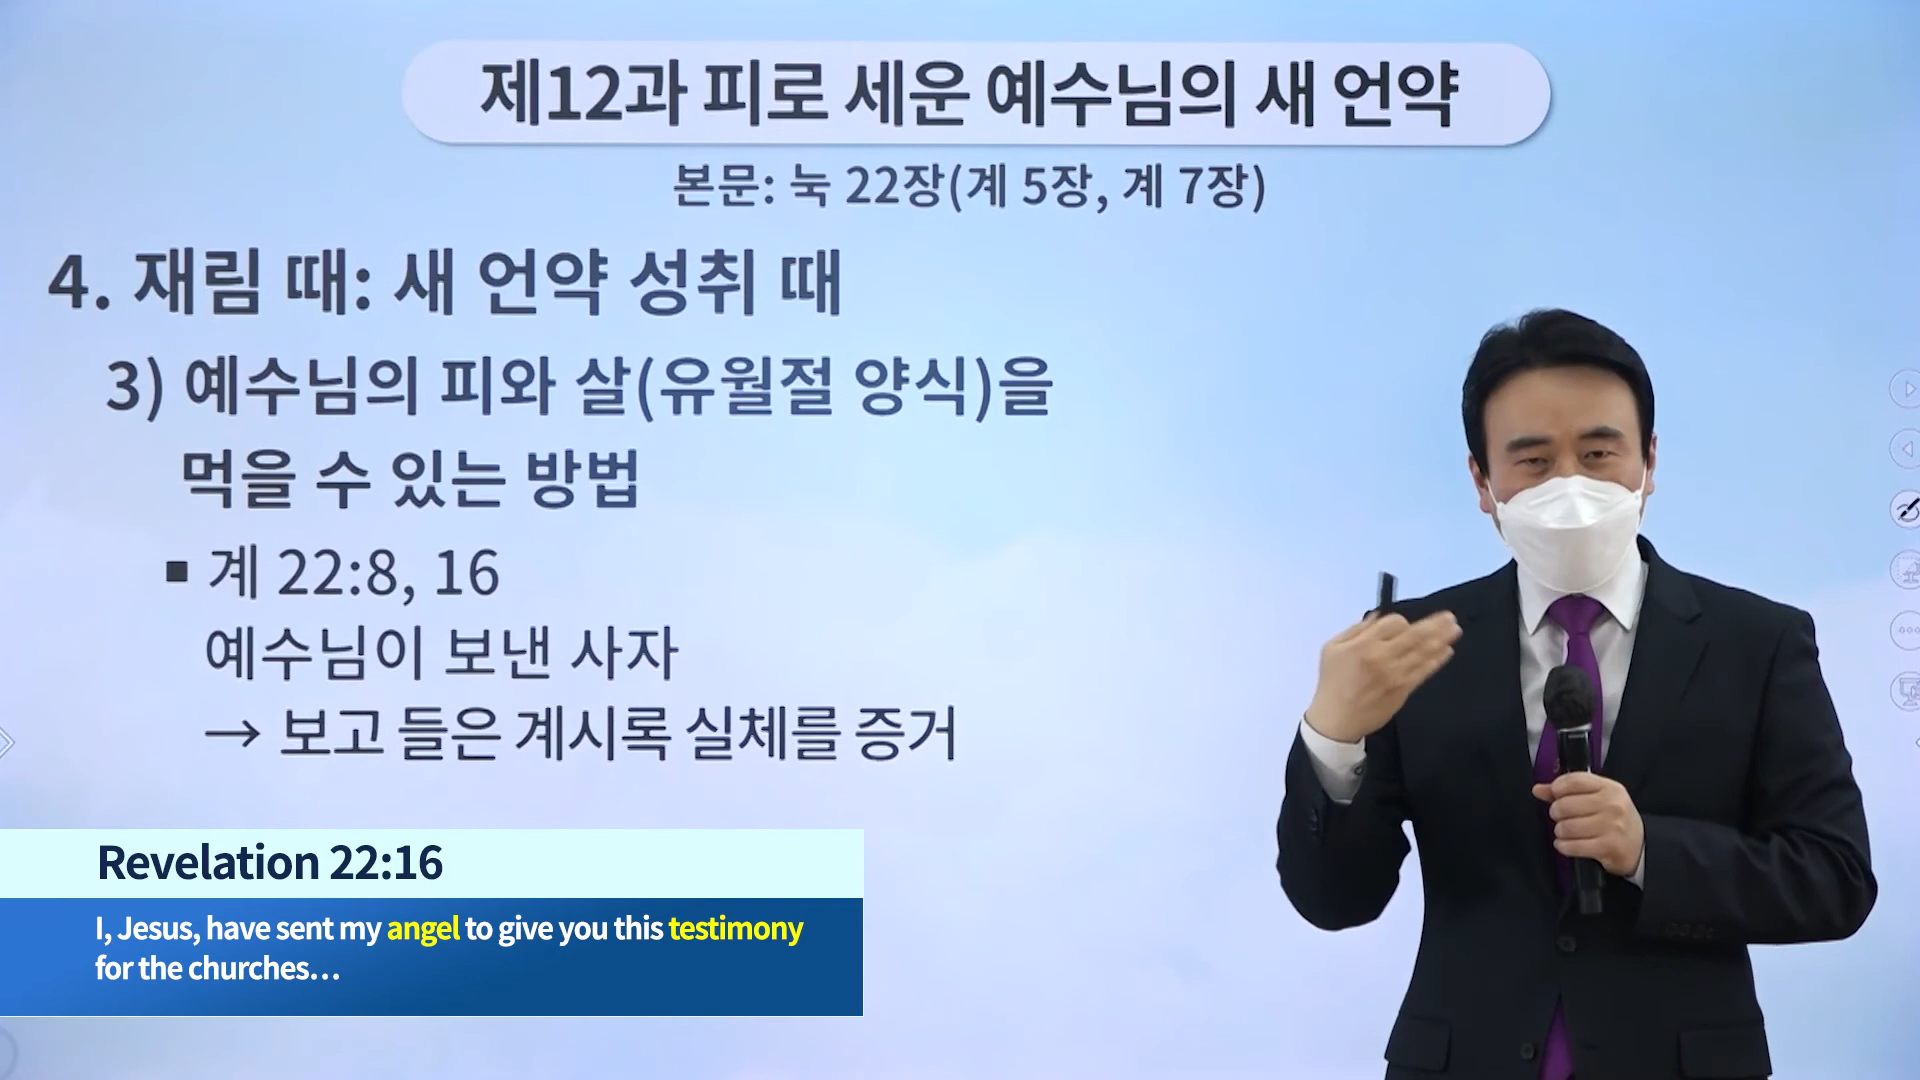 제12과 피로 세운 예수님의 새 언약
본문: 눅 22장(계 5장, 계 7장)
4. 재림 때: 새 언약 성취 때
3) 예수님의 피와 살(유월절 양식)을
먹을 수 있는 방법
▪ 계 22:8, 16
예수님이 보낸 사자
→ 보고 들은 계시록 실체를 증거
Revelation 22:16
I, Jesus, have sent my angel to give you this testimony
for the churches…